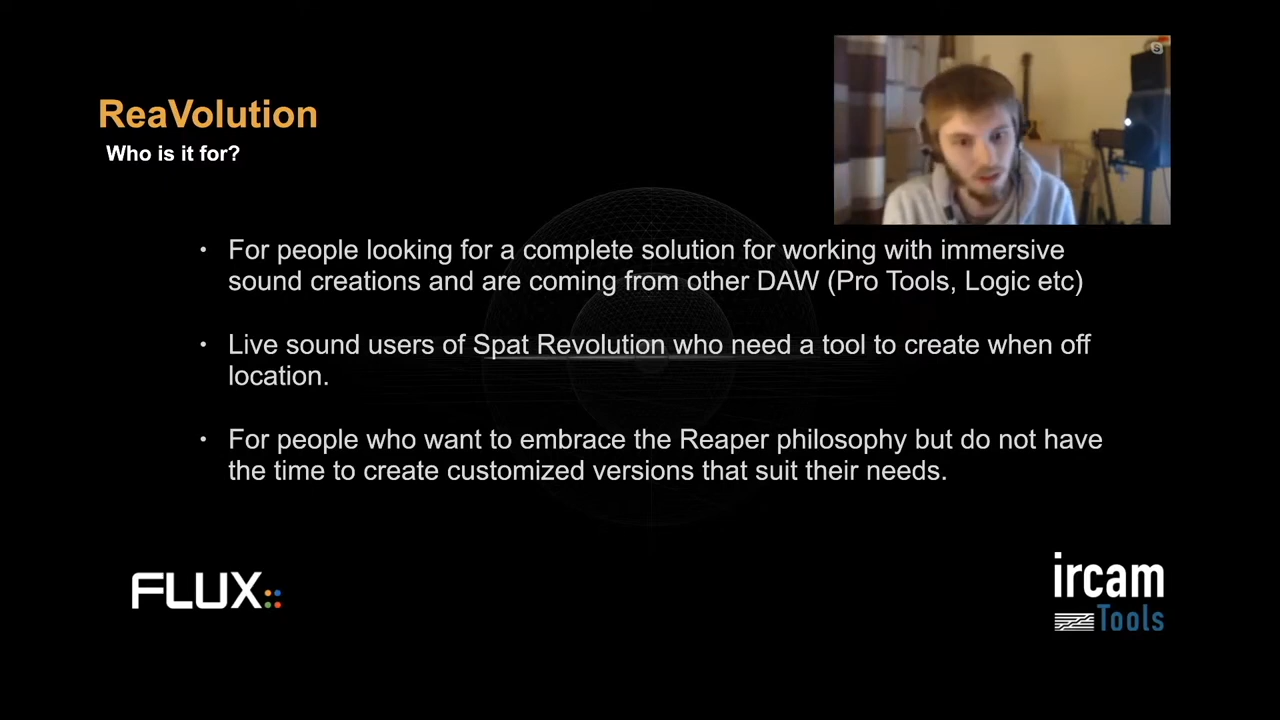 ReaVolution
Who is it for?
• For people looking for a complete solution for working with immersive
sound creations and are coming from other DAW (Pro Tools, Logic etc)
• Live sound users of Spat Revolution who need a tool to create when off
location.
• For people who want to embrace the Reaper philosophy but do not have
the time to create customized versions that suit their needs.
FLUX::
ircam
Tools